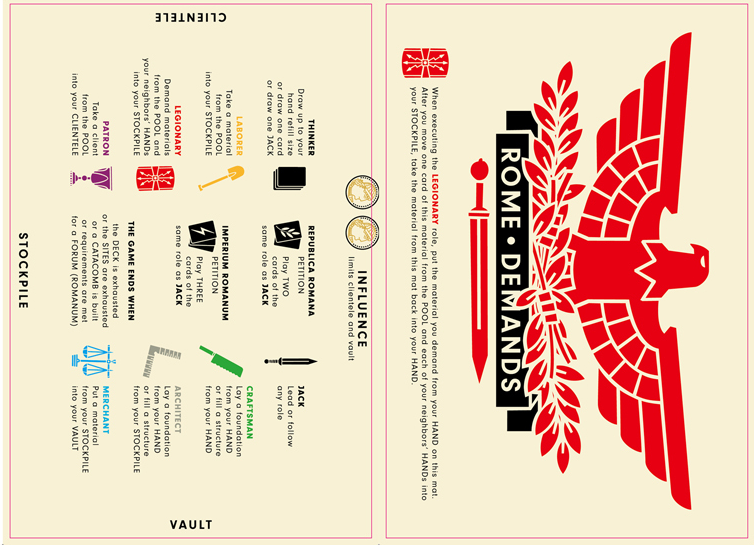 CLIENTELE
INFLUENCE
limits clientele and vault
THINKER
Draw up to your
hand refill size
or draw one card
or draw one JACK
LABORER
Take a material
from the POOL
into your STOCKPILE
LEGIONARY
Demand materials
from the POOL and
your neighbors' HANDs
into your STOCKPILE
PATRON
Take a client
from the POOL
into your CLIENTELE
REPUBLICA ROMANA
PETITION
Play TWO
cards of the
same role as JACK
IMPERIUM ROMANUM
PETITION
Play THREE
cards of the
same role as JACK
THE GAME ENDS WHEN
the DECK is exhausted
or the SITES are exhausted
or a CATACOMB is built
or requirements are met
for a FORUM (ROMANUM)
JACK
Lead or follow
any role
CRAFTSMAN
Lay a foundation
from your HAND
or fill a structure
from your HAND
ARCHITECT
Lay a foundation
from your HAND
or fill a structure
from your STOCKPILE
MERCHANT
Put a material
from your STOCKPILE
into your VAULT
STOCKPILE
VAULT
ROME • DEMANDS
When executing the LEGIONARY role, put the material you demand from your HAND on this mat.
After you move one card of this material from the POOL and each of your neighbors' HANDs into
your STOCKPILE, take the material from this mat back into your HAND.